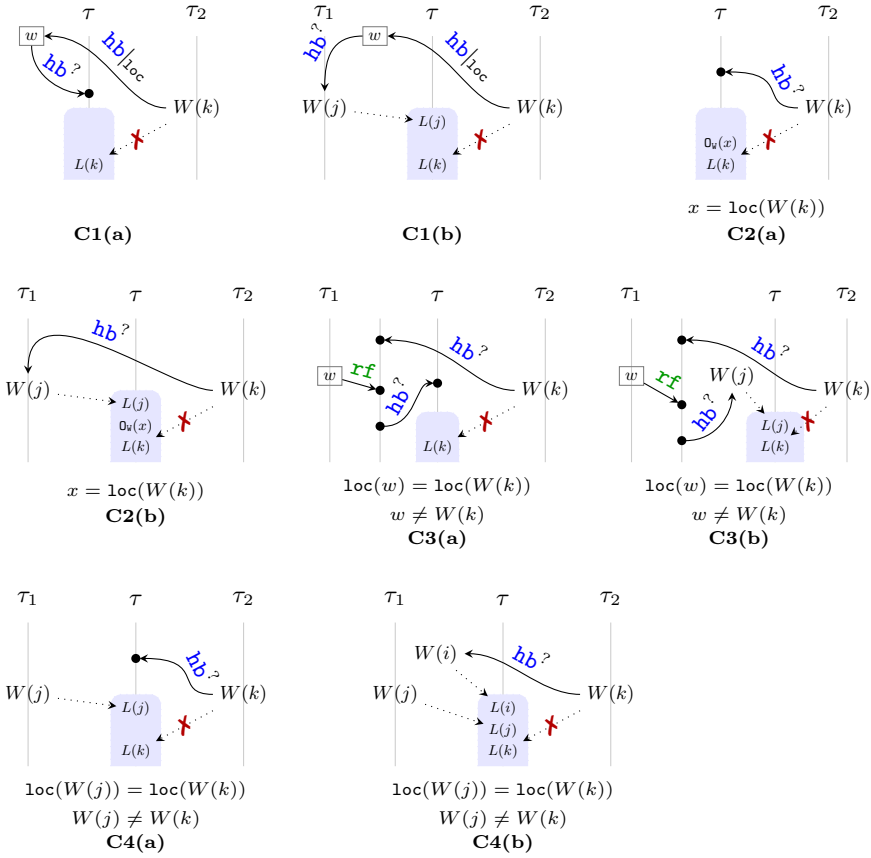 τ τ₂ τ₁ τ τ₂ τ τ₂
w hb? hb|loc W(k) L(k)
hb? w hb|loc W(j) W(k) L(j) L(k)
hb? W(k) O_W(x) L(k)
x = loc(W(k))
C1(a) C1(b) C2(a)
τ₁ τ τ₂ τ₁ τ τ₂ τ₁ τ τ₂
hb? W(j) W(k) L(j) O_W(x) L(k)
w rf hb? hb? W(k) L(k)
w rf hb? W(j) hb? W(k) L(j) L(k)
x = loc(W(k)) loc(w) = loc(W(k)) loc(w) = loc(W(k))
w ≠ W(k) w ≠ W(k)
C2(b) C3(a) C3(b)
τ₁ τ τ₂ τ₁ τ τ₂
hb? W(j) W(k) L(j) L(k)
W(i) hb? W(j) W(k) L(i) L(j) L(k)
loc(W(j)) = loc(W(k)) loc(W(j)) = loc(W(k))
W(j) ≠ W(k) W(j) ≠ W(k)
C4(a) C4(b)